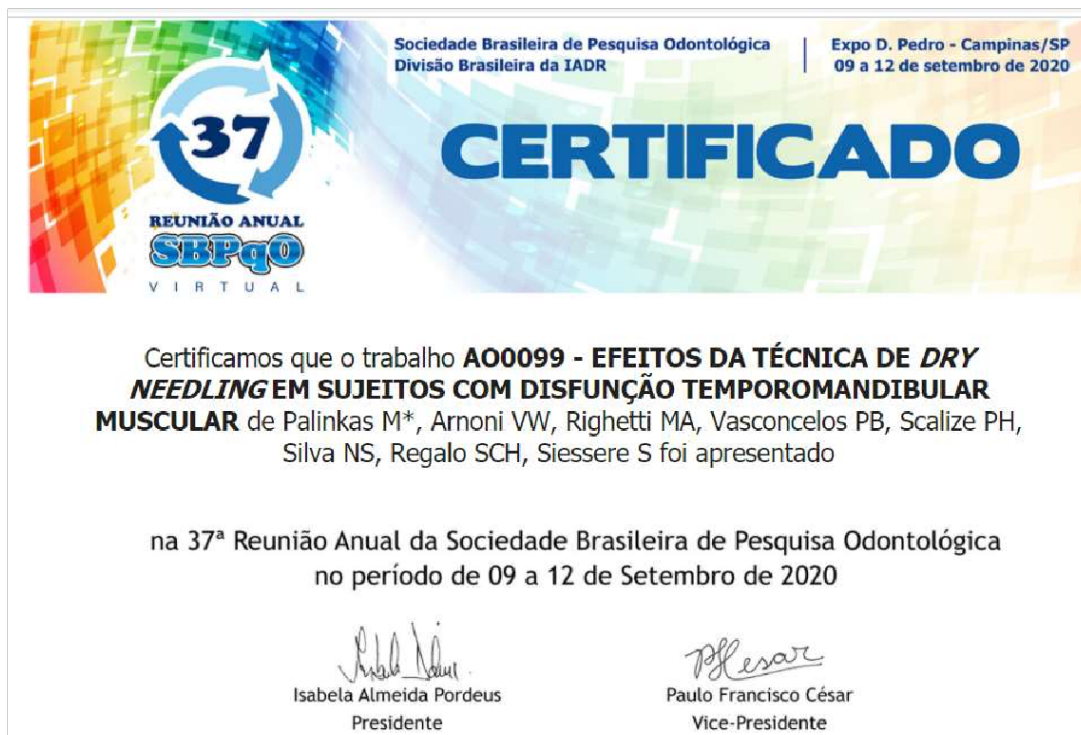 Sociedade Brasileira de Pesquisa Odontológica
Divisão Brasileira da IADR
Expo D. Pedro - Campinas/SP
09 a 12 de setembro de 2020
37
REUNIÃO ANUAL
SBPqO
VIRTUAL
CERTIFICADO
Certificamos que o trabalho AO0099 - EFEITOS DA TÉCNICA DE DRY
NEEDLING EM SUJEITOS COM DISFUNÇÃO TEMPOROMANDIBULAR
MUSCULAR de Palinkas M*, Arnoni VW, Righetti MA, Vasconcelos PB, Scalize PH,
Silva NS, Regalo SCH, Siessere S foi apresentado
na 37ª Reunião Anual da Sociedade Brasileira de Pesquisa Odontológica
no período de 09 a 12 de Setembro de 2020
Isabela Almeida Pordeus
Presidente
PHCesar
Paulo Francisco César
Vice-Presidente